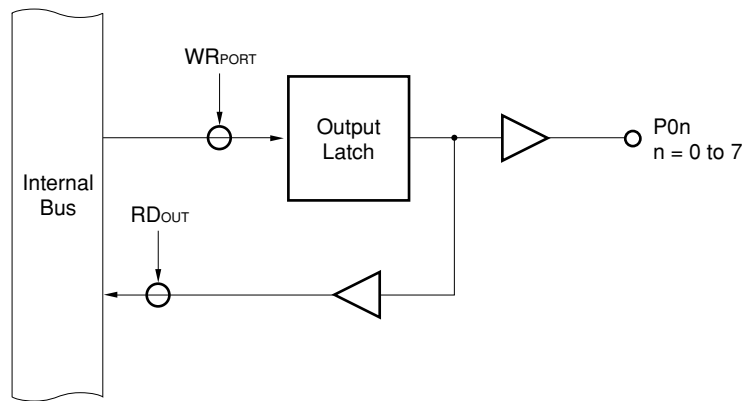 WRPORT
Output
Latch
P0n
n = 0 to 7
Internal
Bus
RDOUT